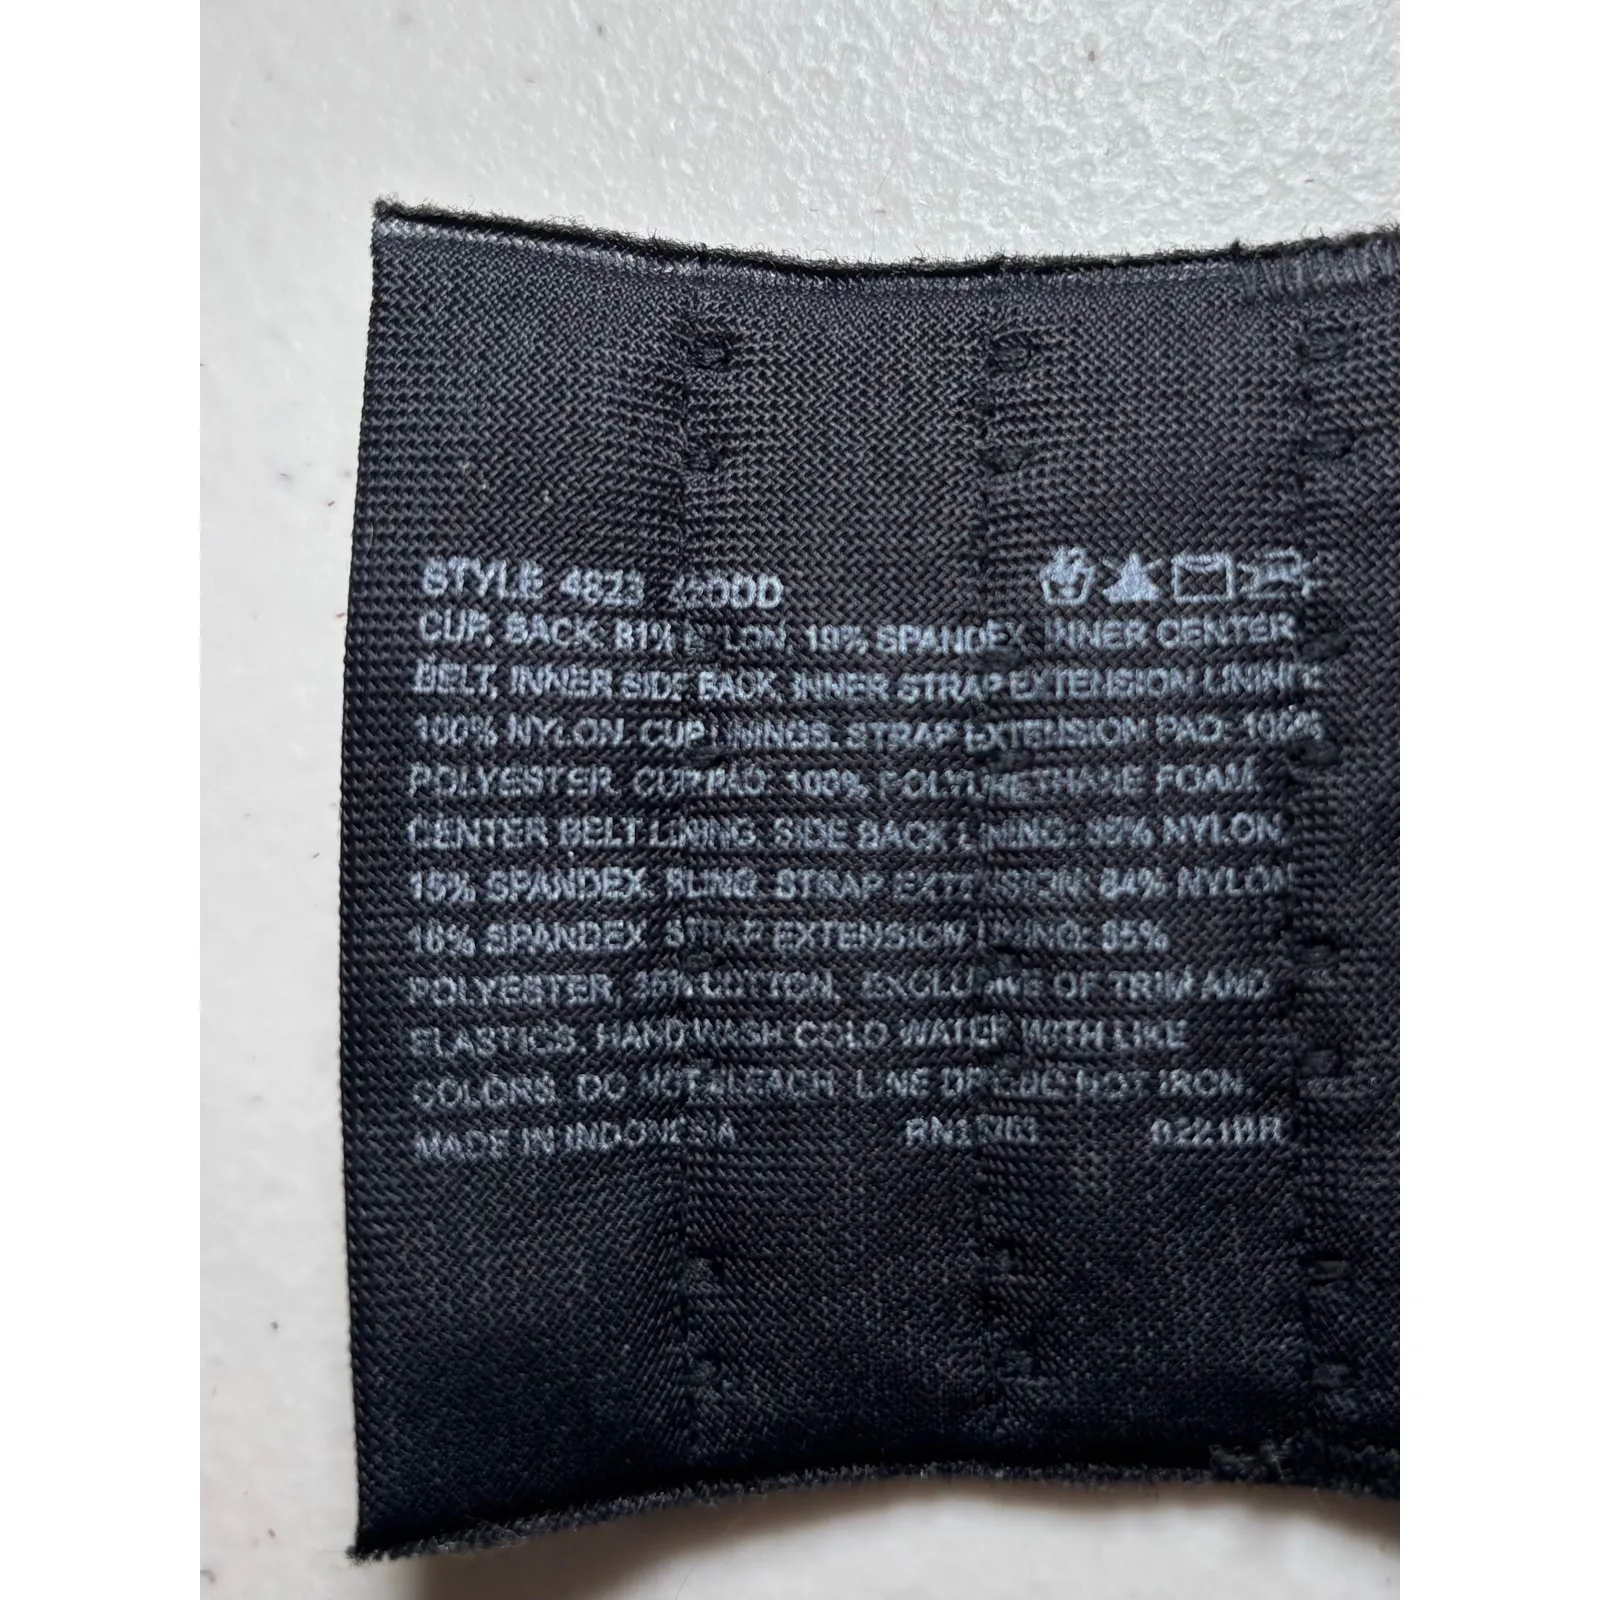 STYLE 4823 42DDD
CUP, BACK: 81% NYLON, 19% SPANDEX. INNER CENTER
BELT, INNER SIDE BACK, INNER STRAP EXTENSION LINING:
100% NYLON. CUP LININGS, STRAP EXTENSION PAD: 100%
POLYESTER. CUP PAD: 100% POLYURETHANE FOAM.
CENTER BELT LINING, SIDE BACK LINING: 85% NYLON,
15% SPANDEX. SLING, STRAP EXTENSION: 84% NYLON,
16% SPANDEX. STRAP EXTENSION LINING: 65%
POLYESTER, 35% COTTON. EXCLUSIVE OF TRIM AND
ELASTICS. HAND WASH COLD WATER WITH LIKE
COLORS. DO NOT BLEACH. LINE DRY. DO NOT IRON.
MADE IN INDONESIA